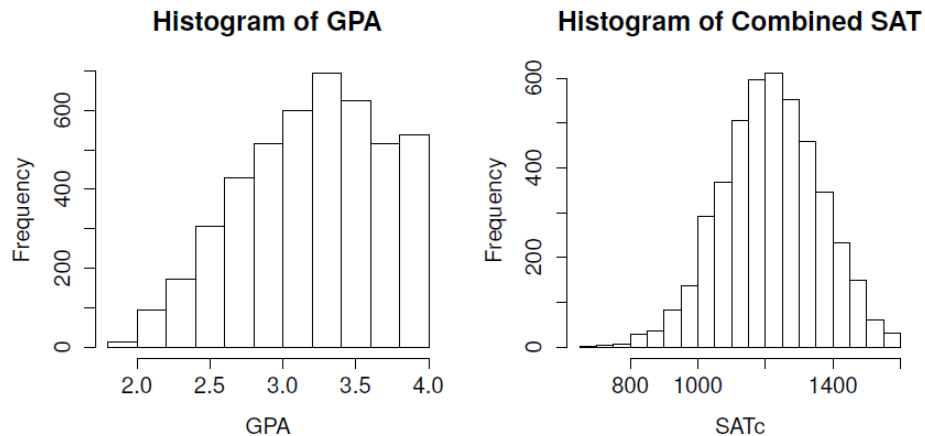 Histogram of GPA
Frequency
0 200 400 600
2.0 2.5 3.0 3.5 4.0
GPA
Histogram of Combined SAT
Frequency
0 200 400 600
800 1000 1400
SATc